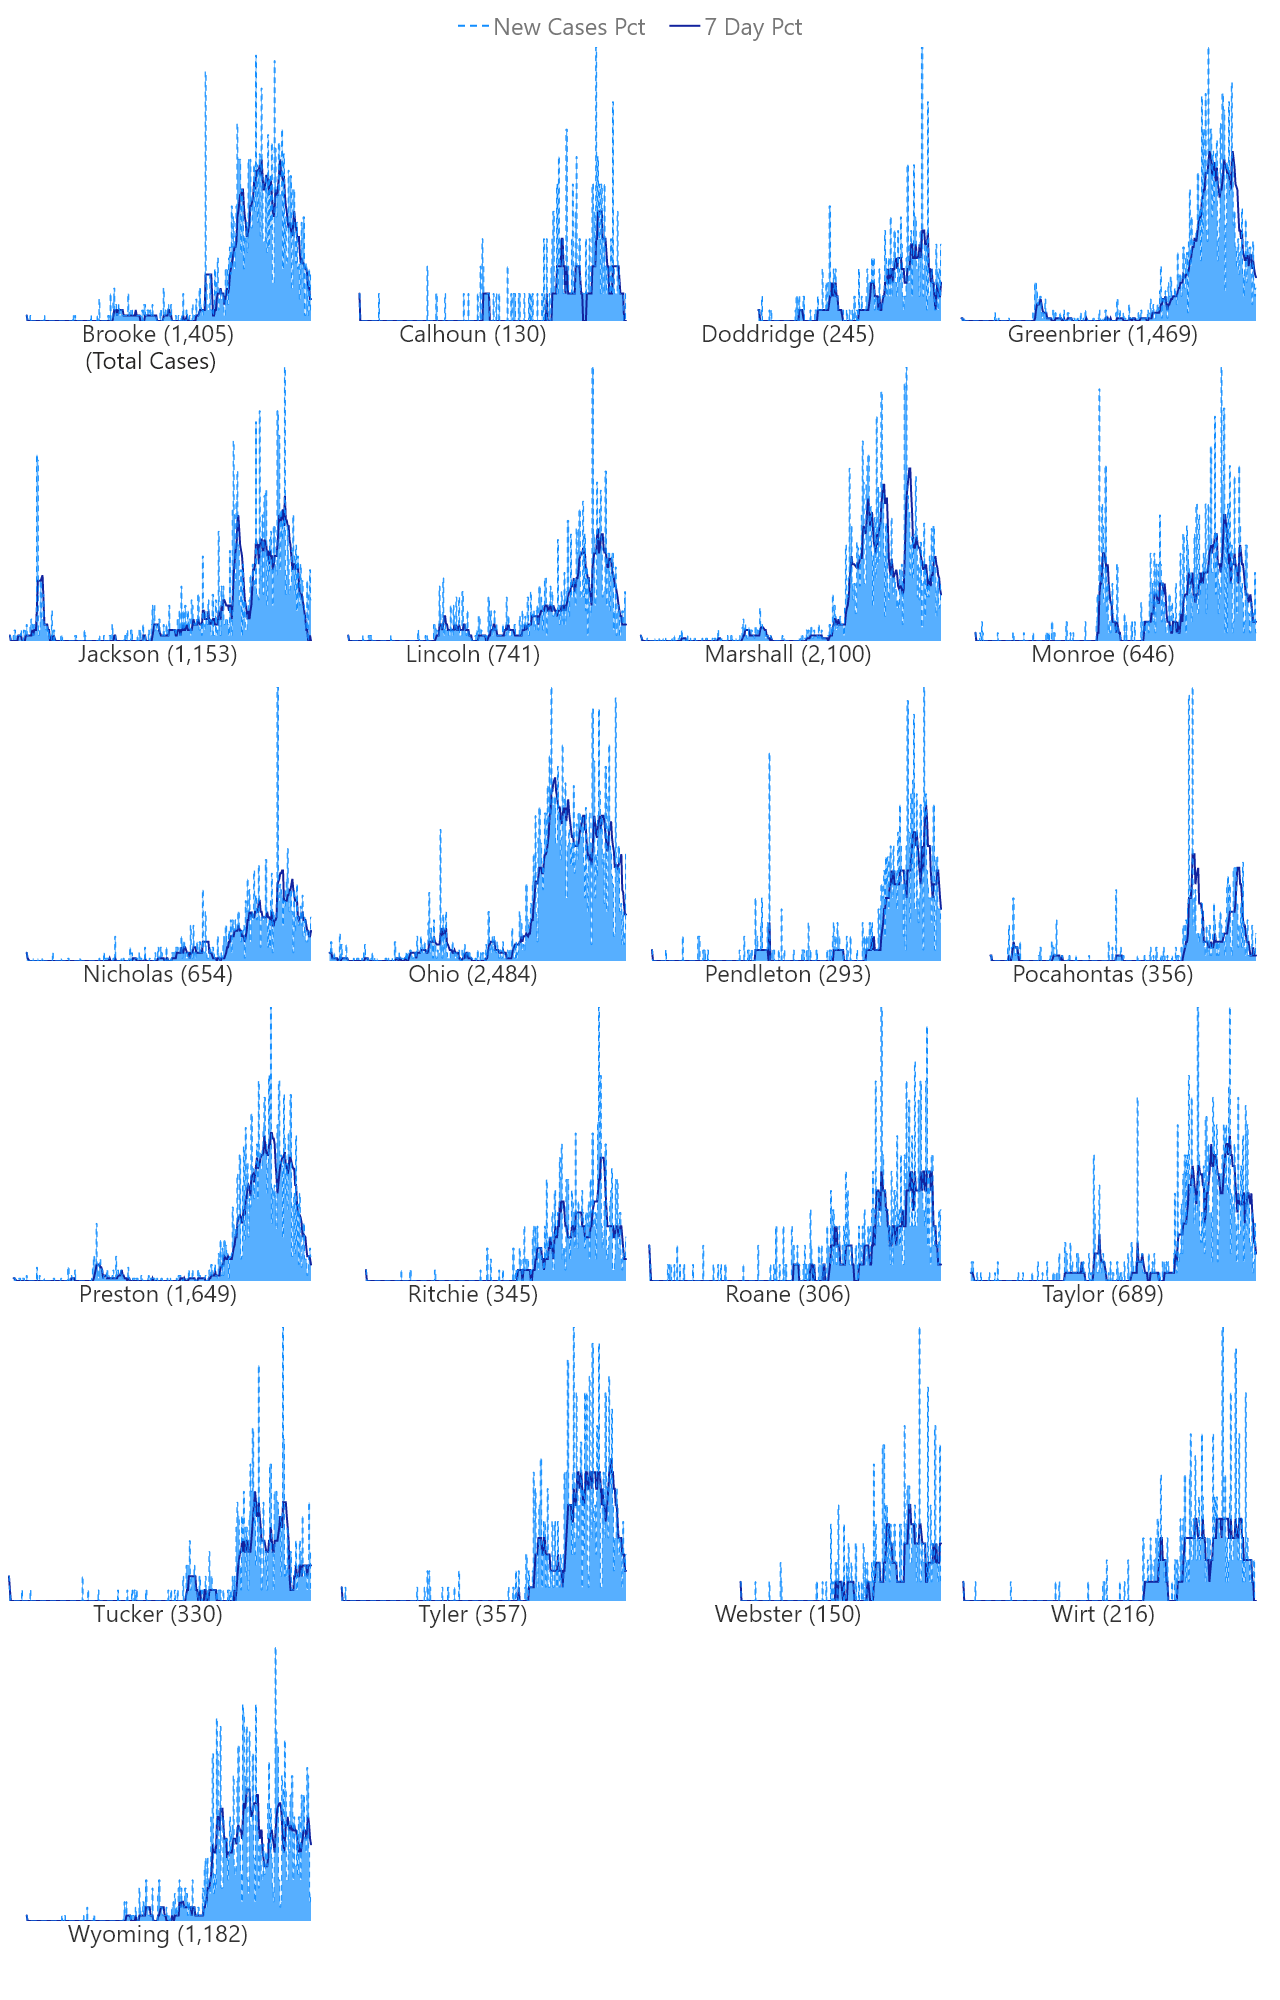 New Cases Pct 7 Day Pct
Brooke (1,405) Calhoun (130) Doddridge (245) Greenbrier (1,469)
(Total Cases)
Jackson (1,153) Lincoln (741) Marshall (2,100) Monroe (646)
Nicholas (654) Ohio (2,484) Pendleton (293) Pocahontas (356)
Preston (1,649) Ritchie (345) Roane (306) Taylor (689)
Tucker (330) Tyler (357) Webster (150) Wirt (216)
Wyoming (1,182)